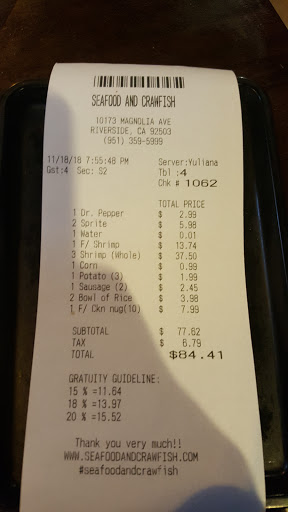 SEAFOOD AND CRAWFISH
10173 MAGNOLIA AVE
RIVERSIDE, CA 92503
(951) 359-5999
11/18/18 7:55:48 PM Server:Yuliana
Gst:4 Sec: S2 Tbl :4
Chk # 1062
TOTAL PRICE
1 Dr. Pepper $ 2.99
2 Sprite $ 5.98
1 Water $ 0.01
1 F/ Shrimp $ 13.74
3 Shrimp (Whole) $ 37.50
1 Corn $ 0.99
1 Potato (3) $ 1.99
1 Sausage (2) $ 2.45
2 Bowl of Rice $ 3.98
1 F/ Ckn nug(10) $ 7.99
SUBTOTAL $ 77.62
TAX $ 6.79
TOTAL $84.41
GRATUITY GUIDELINE:
15 % =11.64
18 % =13.97
20 % =15.52
Thank you very much!!
WWW.SEAFOODANDCRAWFISH.COM
#seafoodandcrawfish